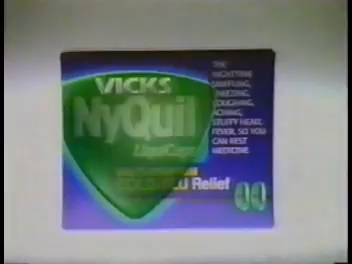 VICKS
NyQuil
LiquiCaps
COLD/FLU Relief
THE
NIGHTTIME
SNIFFLING,
SNEEZING,
COUGHING,
ACHING,
STUFFY HEAD,
FEVER, SO YOU
CAN REST
MEDICINE